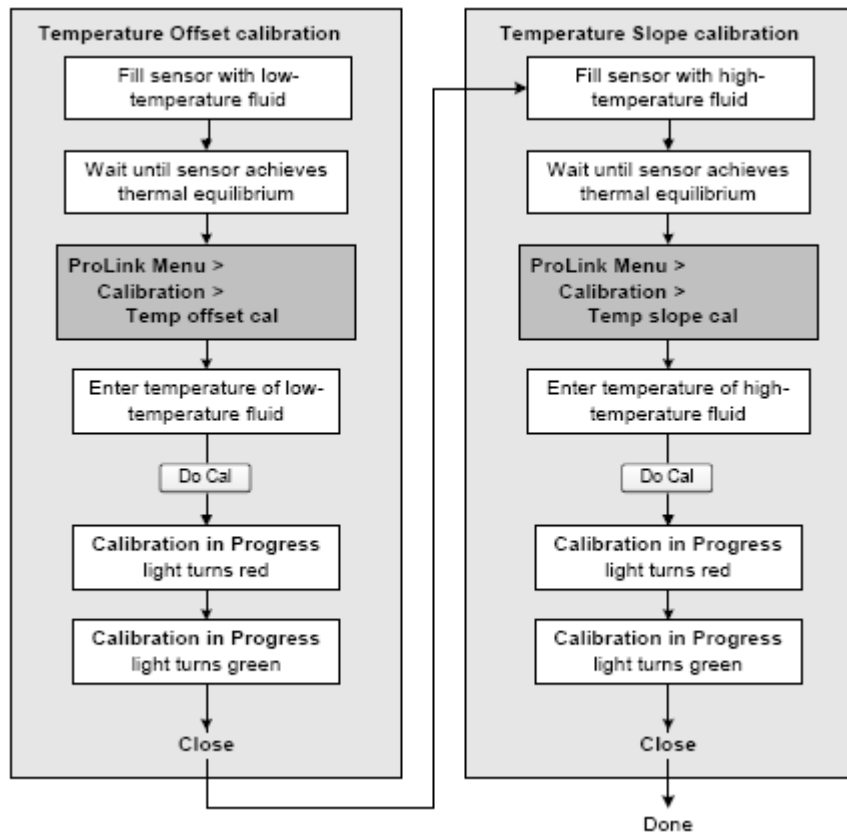 Temperature Offset calibration
Fill sensor with low-
temperature fluid
Wait until sensor achieves
thermal equilibrium
ProLink Menu >
Calibration >
Temp offset cal
Enter temperature of low-
temperature fluid
Do Cal
Calibration in Progress
light turns red
Calibration in Progress
light turns green
Close
Temperature Slope calibration
Fill sensor with high-
temperature fluid
Wait until sensor achieves
thermal equilibrium
ProLink Menu >
Calibration >
Temp slope cal
Enter temperature of high-
temperature fluid
Do Cal
Calibration in Progress
light turns red
Calibration in Progress
light turns green
Close
Done